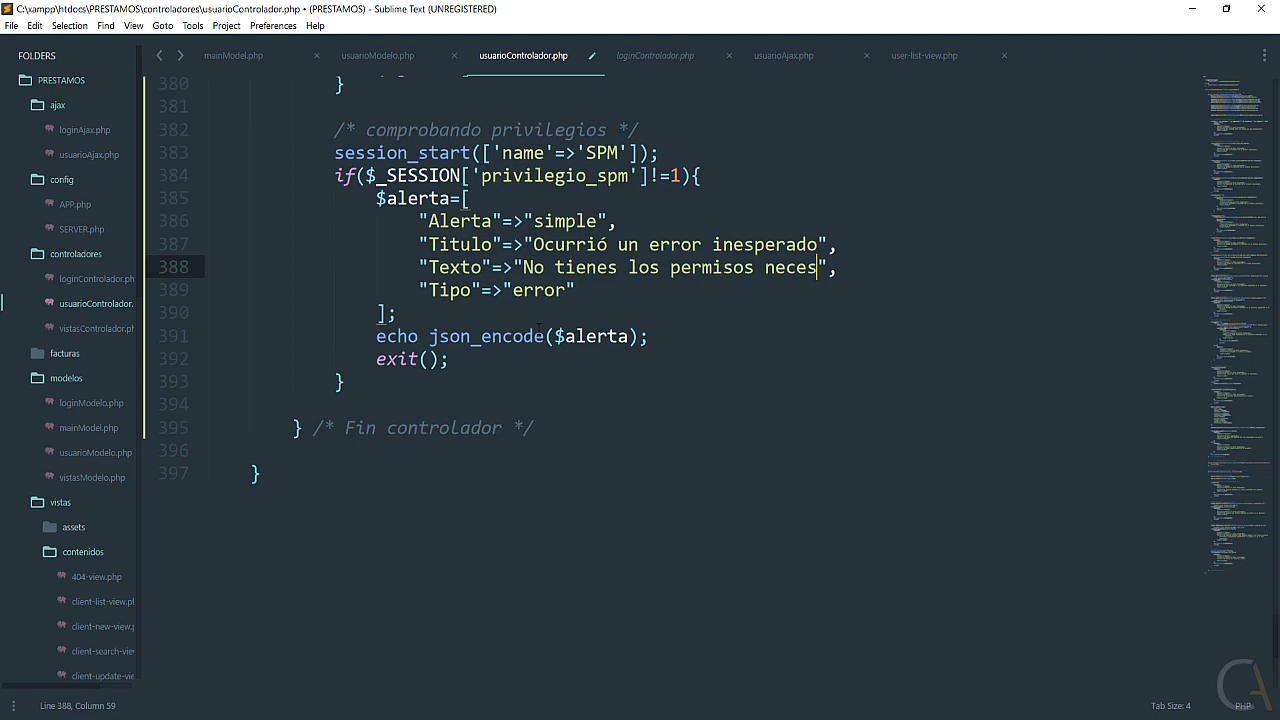 C:\xampp\htdocs\PRESTAMOS\controladores\usuarioControlador.php • (PRESTAMOS) - Sublime Text (UNREGISTERED)
File Edit Selection Find View Goto Tools Project Preferences Help
FOLDERS
PRESTAMOS
ajax
loginAjax.php
usuarioAjax.php
config
APP.php
SERVER.php
controladores
loginControlador.ph
usuarioControlador.
vistasControlador.ph
facturas
modelos
loginModelo.php
mainModel.php
usuarioModelo.php
vistasModelo.php
vistas
assets
contenidos
404-view.php
client-list-view.pl
client-new-view.p
client-search-vie
client-update-vie
mainModel.php usuarioModelo.php usuarioControlador.php loginControlador.php usuarioAjax.php user-list-view.php
380 }
381
382 /* comprobando privilegios */
383 session_start(['name'=>'SPM']);
384 if($_SESSION['privilegio_spm']!=1){
385 $alerta=[
386 "Alerta"=>"simple",
387 "Titulo"=>"Ocurrió un error inesperado",
388 "Texto"=>"No tienes los permisos neces",
389 "Tipo"=>"error"
390 ];
391 echo json_encode($alerta);
392 exit();
393 }
394
395 } /* Fin controlador */
396
397 }
Line 388, Column 59 Tab Size: 4 PHP
CA